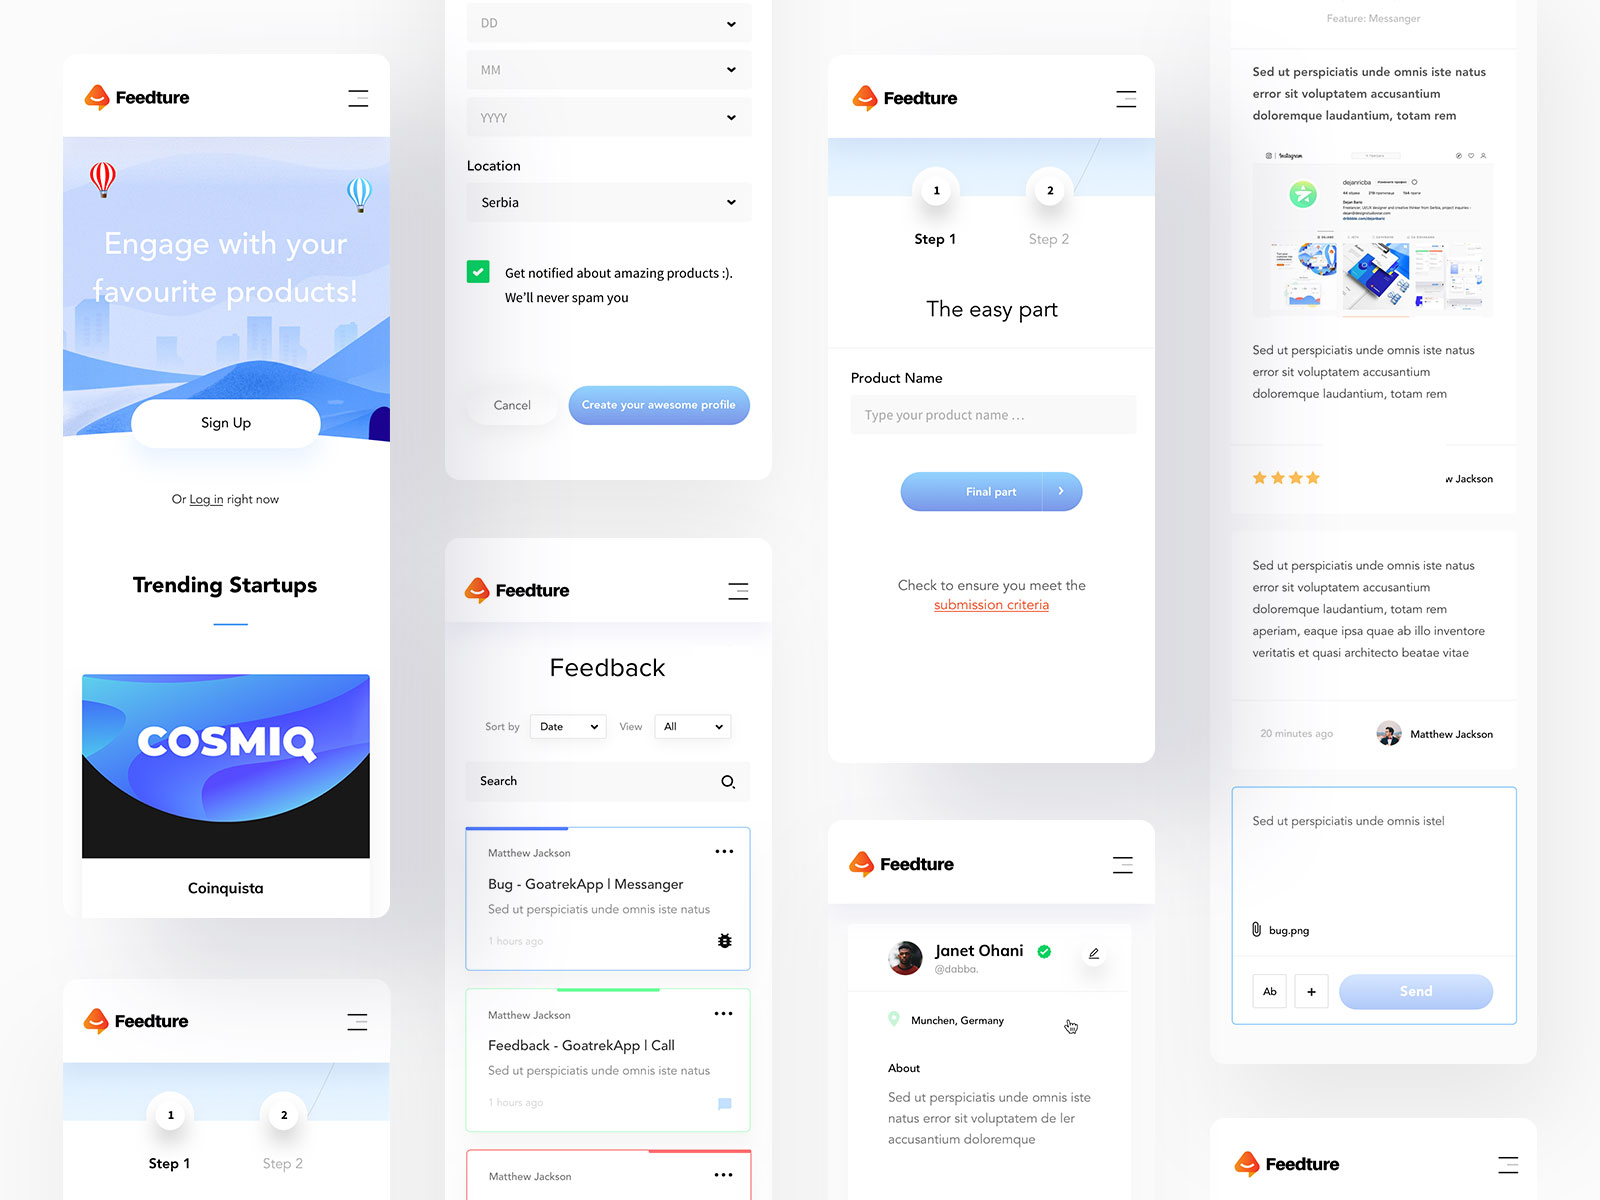 Feedture
Engage with your
favourite products!
Sign Up
Or Log in right now
Trending Startups
COSMIQ
Coinquista
Feedture
1
2
Step 1
Step 2
DD
MM
YYYY
Location
Serbia
Get notified about amazing products :).
We’ll never spam you
Cancel
Create your awesome profile
Feedture
Feedback
Sort by
Date
View
All
Search
Matthew Jackson
Bug - GoatrekApp | Messanger
Sed ut perspiciatis unde omnis iste natus
1 hours ago
Matthew Jackson
Feedback - GoatrekApp | Call
Sed ut perspiciatis unde omnis iste natus
1 hours ago
Matthew Jackson
Feedture
1
2
Step 1
Step 2
The easy part
Product Name
Type your product name ...
Final part
Check to ensure you meet the
submission criteria
Feedture
Janet Ohani
@dabba.
Munchen, Germany
About
Sed ut perspiciatis unde omnis iste
natus error sit voluptatem de ler
accusantium doloremque
Feature: Messanger
Sed ut perspiciatis unde omnis iste natus
error sit voluptatem accusantium
doloremque laudantium, totam rem
Instagram
dejanricba
Sed ut perspiciatis unde omnis iste natus
error sit voluptatem accusantium
doloremque laudantium, totam rem
w Jackson
Sed ut perspiciatis unde omnis iste natus
error sit voluptatem accusantium
doloremque laudantium, totam rem
aperiam, eaque ipsa quae ab illo inventore
veritatis et quasi architecto beatae vitae
20 minutes ago
Matthew Jackson
Sed ut perspiciatis unde omnis istel
bug.png
Ab
+
Send
Feedture